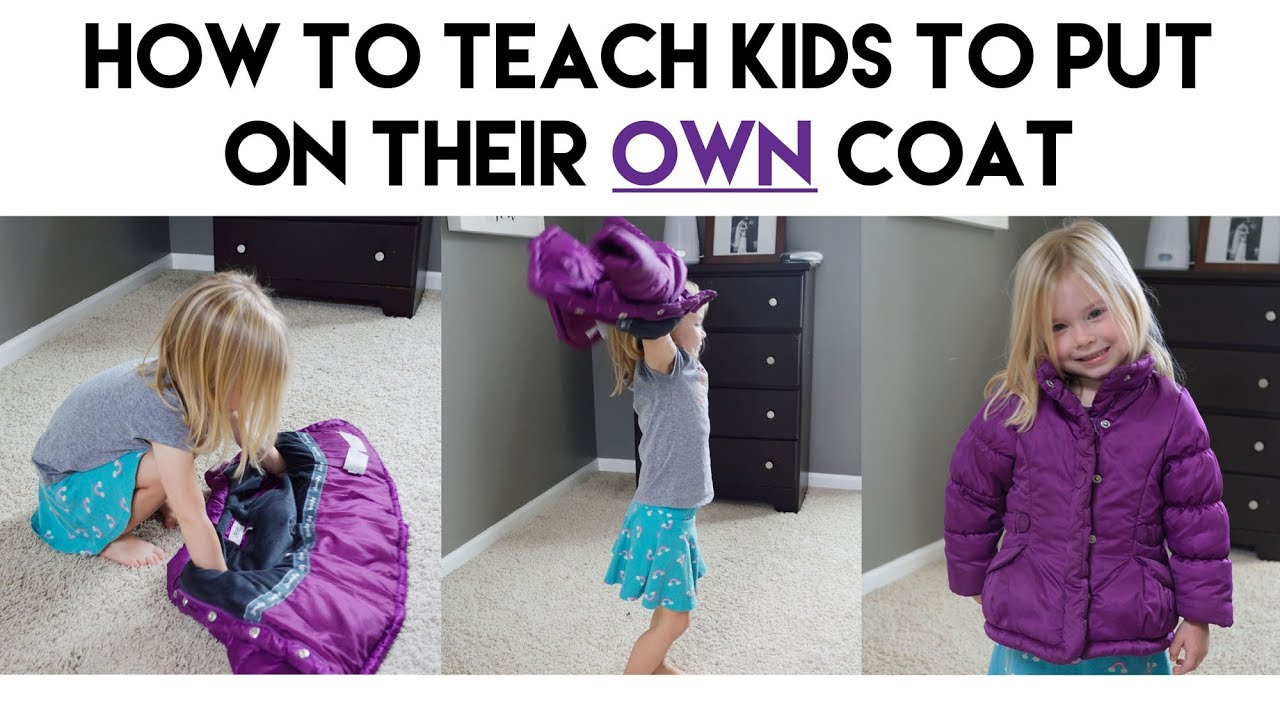 HOW TO TEACH KIDS TO PUT
ON THEIR OWN COAT